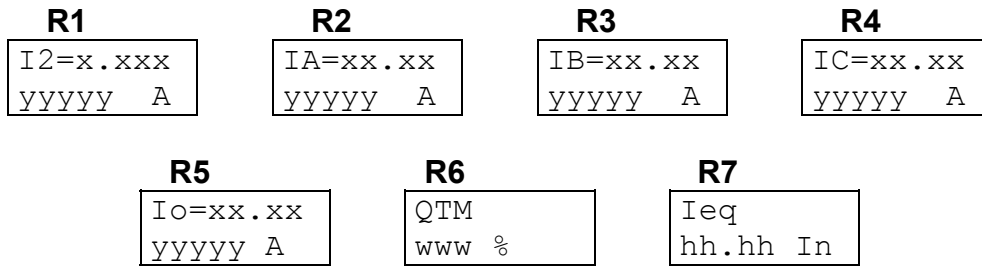 R1 R2 R3 R4
I2=x.xxx IA=xx.xx IB=xx.xx IC=xx.xx
yyyyy A yyyyy A yyyyy A yyyyy A
R5 R6 R7
Io=xx.xx QTM Ieq
yyyyy A www % hh.hh In